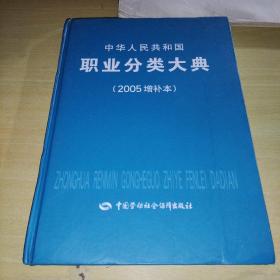 中华人民共和国
职业分类大典
(2005增补本)
ZHONGHUA RENMIN GONGHEGUO ZHIYE FENLEI DADIAN
中国劳动社会保障出版社